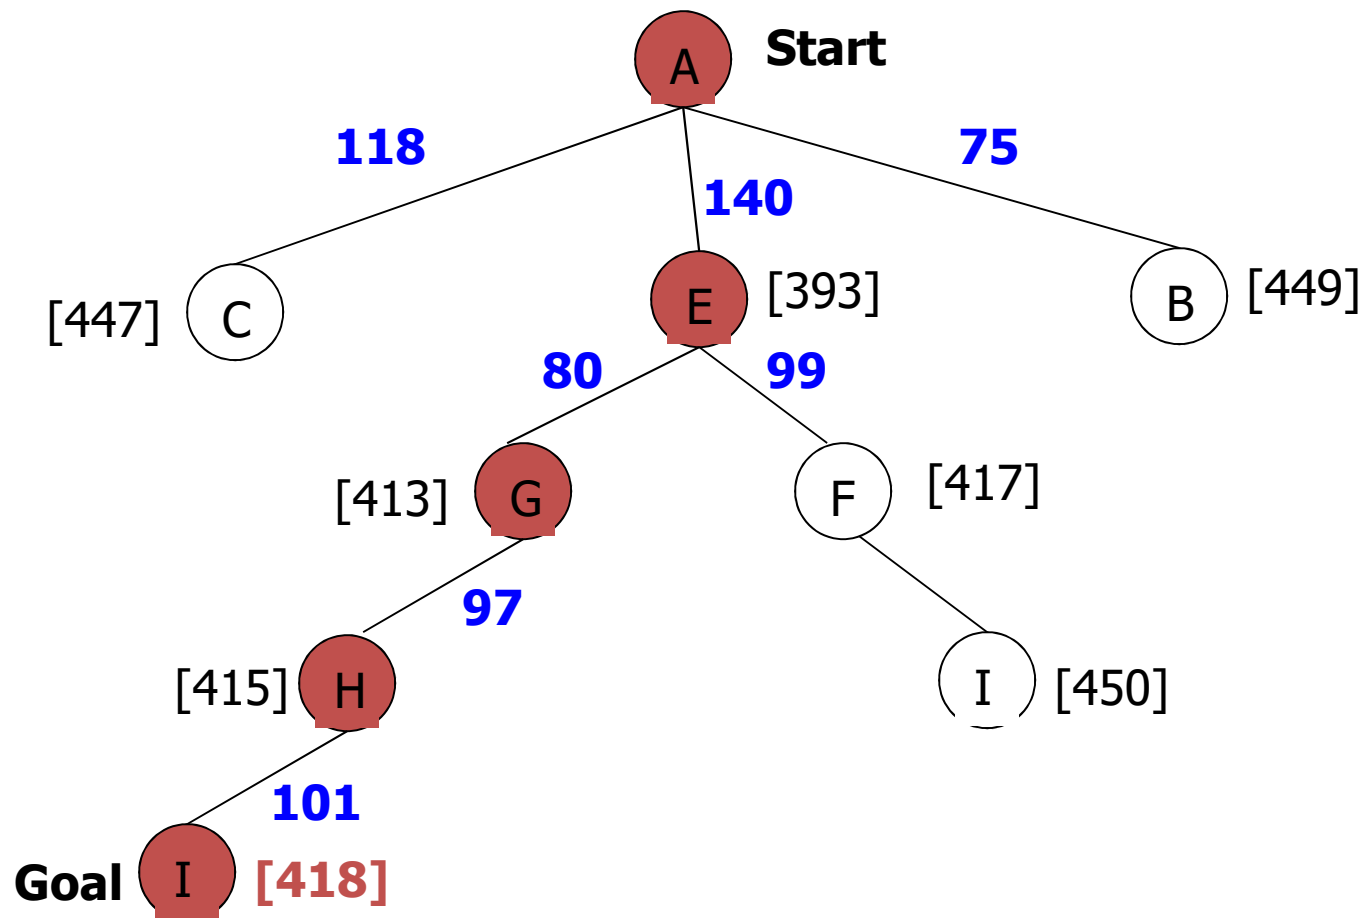 A Start
118
75
140
[447] C
E [393]
B [449]
80
99
[413] G
F [417]
97
[415] H
I [450]
101
Goal I [418]